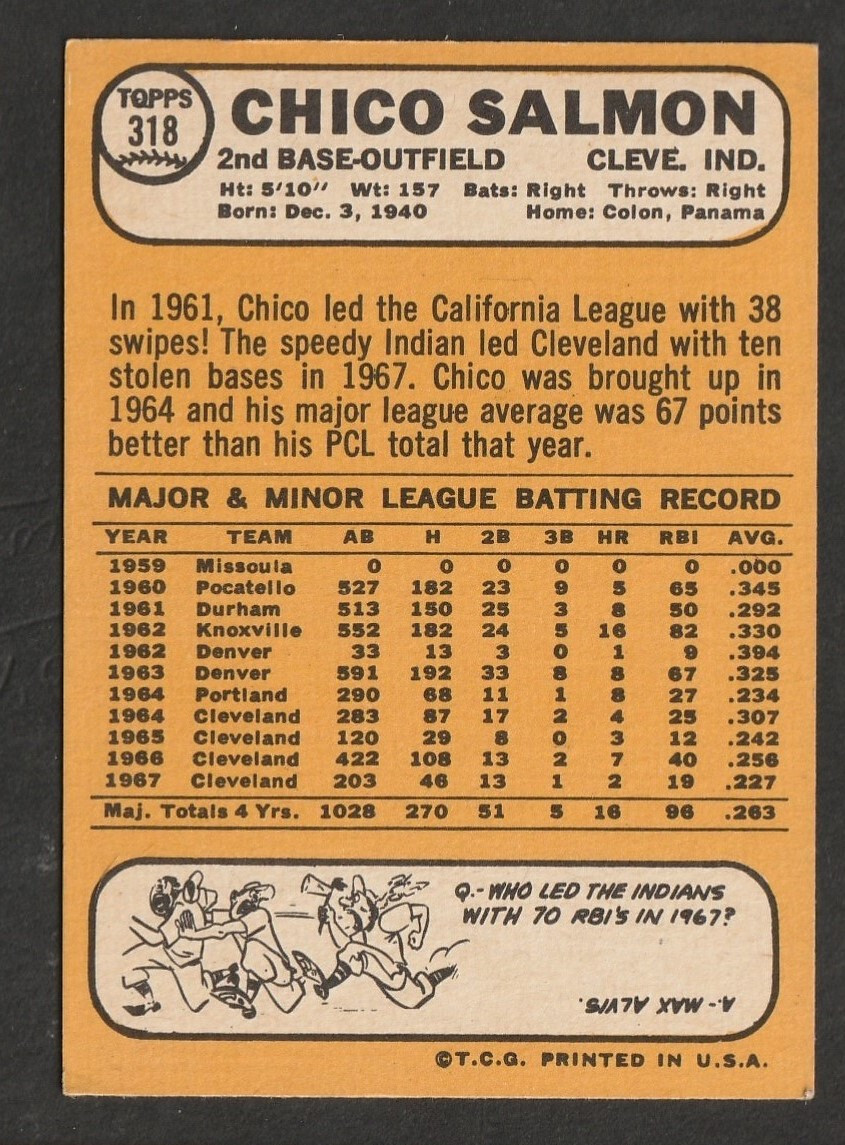 TOPPS
318
CHICO SALMON
2nd BASE-OUTFIELD CLEVE. IND.
Ht: 5'10" Wt: 157 Bats: Right Throws: Right
Born: Dec. 3, 1940 Home: Colon, Panama
In 1961, Chico led the California League with 38
swipes! The speedy Indian led Cleveland with ten
stolen bases in 1967. Chico was brought up in
1964 and his major league average was 67 points
better than his PCL total that year.
MAJOR & MINOR LEAGUE BATTING RECORD
YEAR TEAM AB H 2B 3B HR RBI AVG.
1959 Missoula 0 0 0 0 0 0 .000
1960 Pocatello 527 182 23 9 5 65 .345
1961 Durham 513 150 25 3 8 50 .292
1962 Knoxville 552 182 24 5 16 82 .330
1962 Denver 33 13 3 0 1 9 .394
1963 Denver 591 192 33 8 8 67 .325
1964 Portland 290 68 11 1 8 27 .234
1964 Cleveland 283 87 17 2 4 25 .307
1965 Cleveland 120 29 8 0 3 12 .242
1966 Cleveland 422 108 13 2 7 40 .256
1967 Cleveland 203 46 13 1 2 19 .227
Maj. Totals 4 Yrs. 1028 270 51 5 16 96 .263
Q.- WHO LED THE INDIANS
WITH 70 RBI'S IN 1967?
A.- MAX ALVIS.
©T.C.G. PRINTED IN U.S.A.